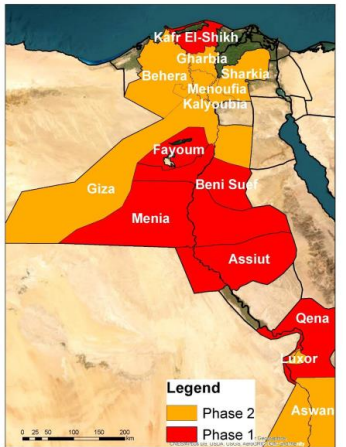 Kafr El-Shikh
Gharbia
Behera
Sharkia
Menoufia
Kalyoubia
Fayoum
Giza
Beni Suef
Menia
Assiut
Qena
Luxor
Legend
Phase 2
Aswan
Phase 1
0 25 50 100 150 200
km